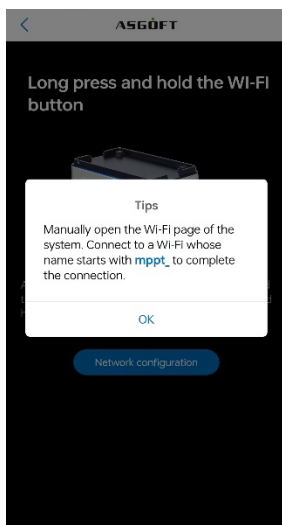 ASGOFT
Long press and hold the WI-FI
button
Tips
Manually open the Wi-Fi page of the
system. Connect to a Wi-Fi whose
name starts with mppt_ to complete
the connection.
OK
Network configuration